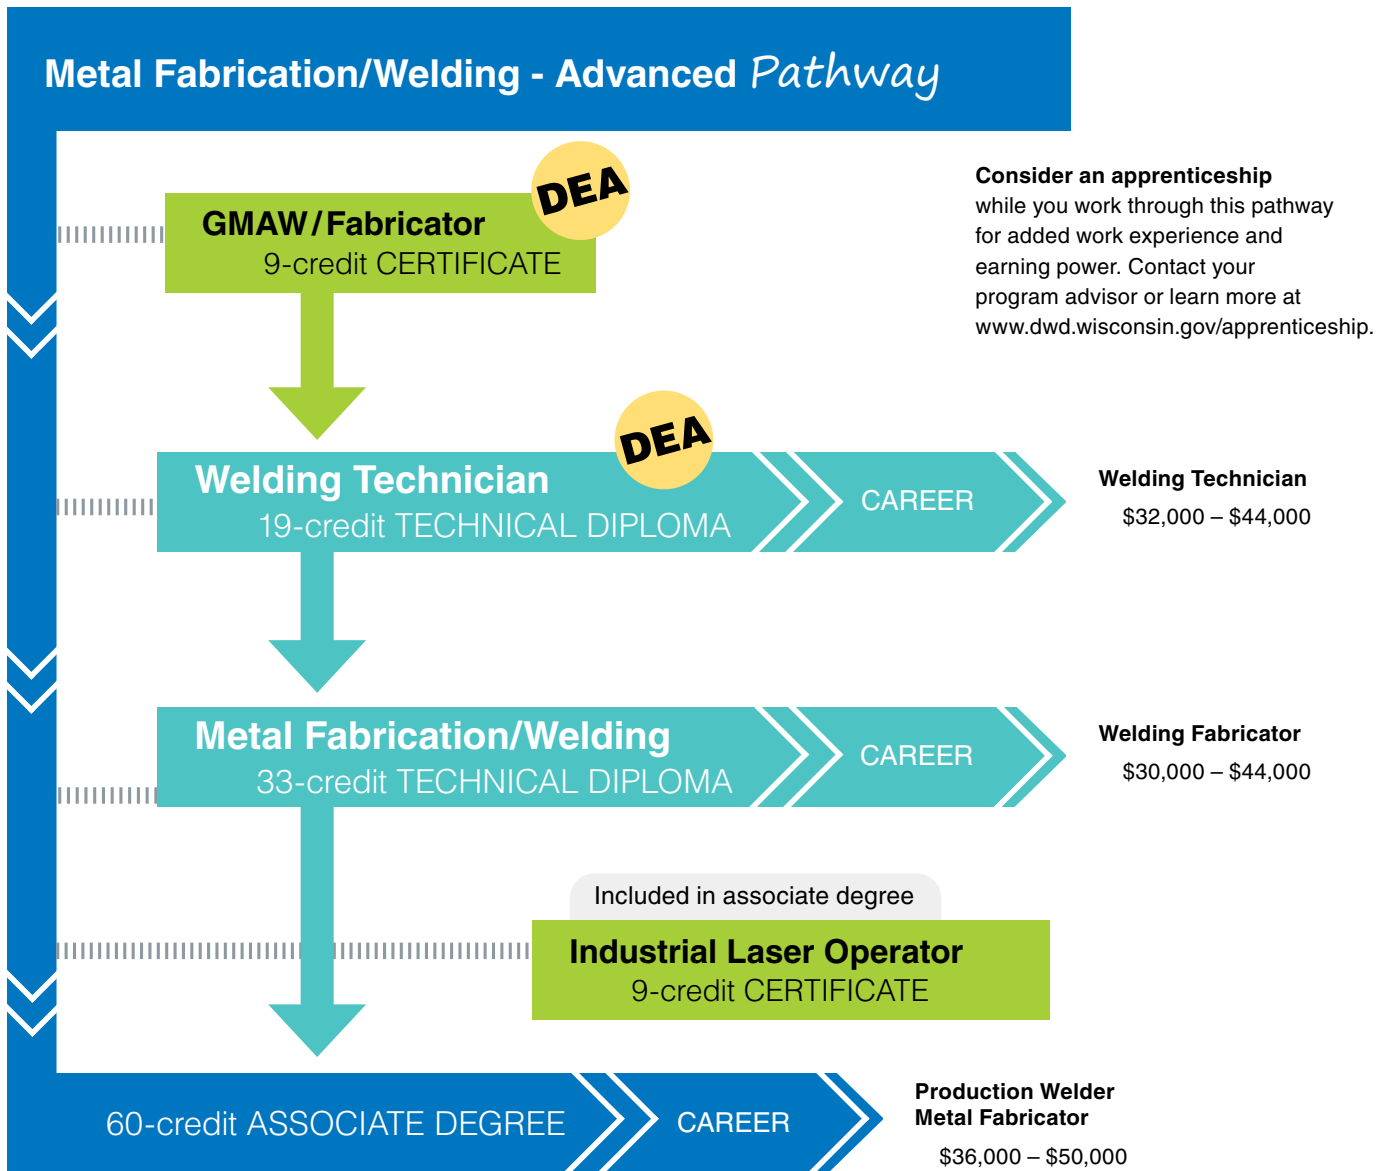 Metal Fabrication/Welding - Advanced Pathway
DEA
GMAW/Fabricator
9-credit CERTIFICATE
Consider an apprenticeship
while you work through this pathway
for added work experience and
earning power. Contact your
program advisor or learn more at
www.dwd.wisconsin.gov/apprenticeship.
DEA
Welding Technician
19-credit TECHNICAL DIPLOMA
CAREER
Welding Technician
$32,000 – $44,000
Metal Fabrication/Welding
33-credit TECHNICAL DIPLOMA
CAREER
Welding Fabricator
$30,000 – $44,000
Included in associate degree
Industrial Laser Operator
9-credit CERTIFICATE
60-credit ASSOCIATE DEGREE
CAREER
Production Welder
Metal Fabricator
$36,000 – $50,000